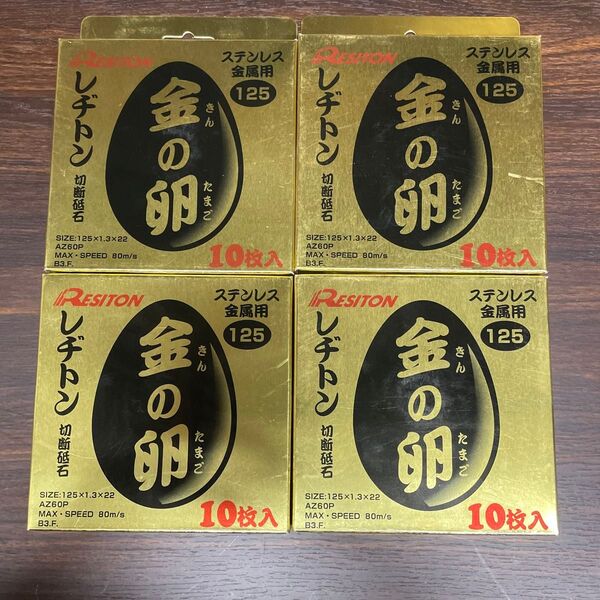 RESITON
ステンレス
金属用
125
レヂトン
切断砥石
金の卵
きん
たまご
SIZE:125×1.3×22
AZ60P
MAX・SPEED 80m/s
B3.F.
10枚入
RESITON
ステンレス
金属用
125
レヂトン
切断砥石
金の卵
きん
たまご
SIZE:125×1.3×22
AZ60P
MAX・SPEED 80m/s
B3.F.
10枚入
RESITON
ステンレス
金属用
125
レヂトン
切断砥石
金の卵
きん
たまご
SIZE:125×1.3×22
AZ60P
MAX・SPEED 80m/s
B3.F.
10枚入
RESITON
ステンレス
金属用
125
レヂトン
切断砥石
金の卵
きん
たまご
SIZE:125×1.3×22
AZ60P
MAX・SPEED 80m/s
B3.F.
10枚入